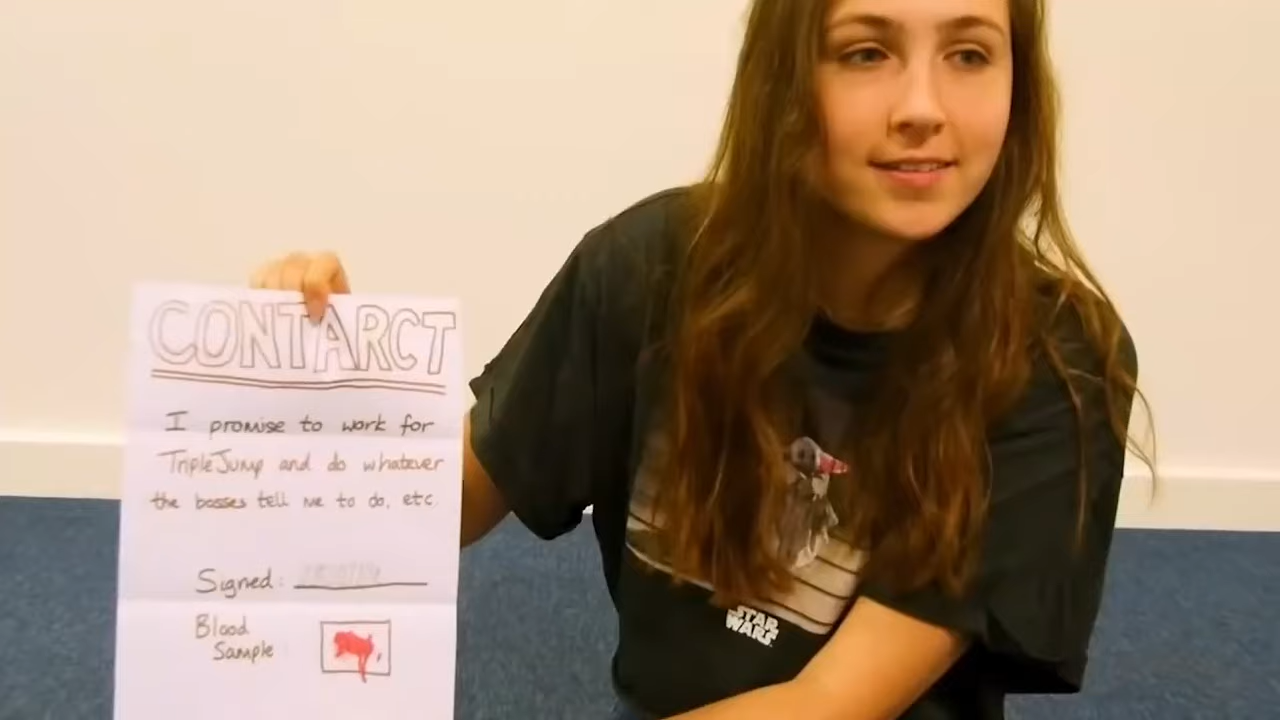 CONTARCT
I promise to work for
TripleJump and do whatever
the bosses tell me to do, etc.
Signed:
Blood
Sample
STAR
WARS